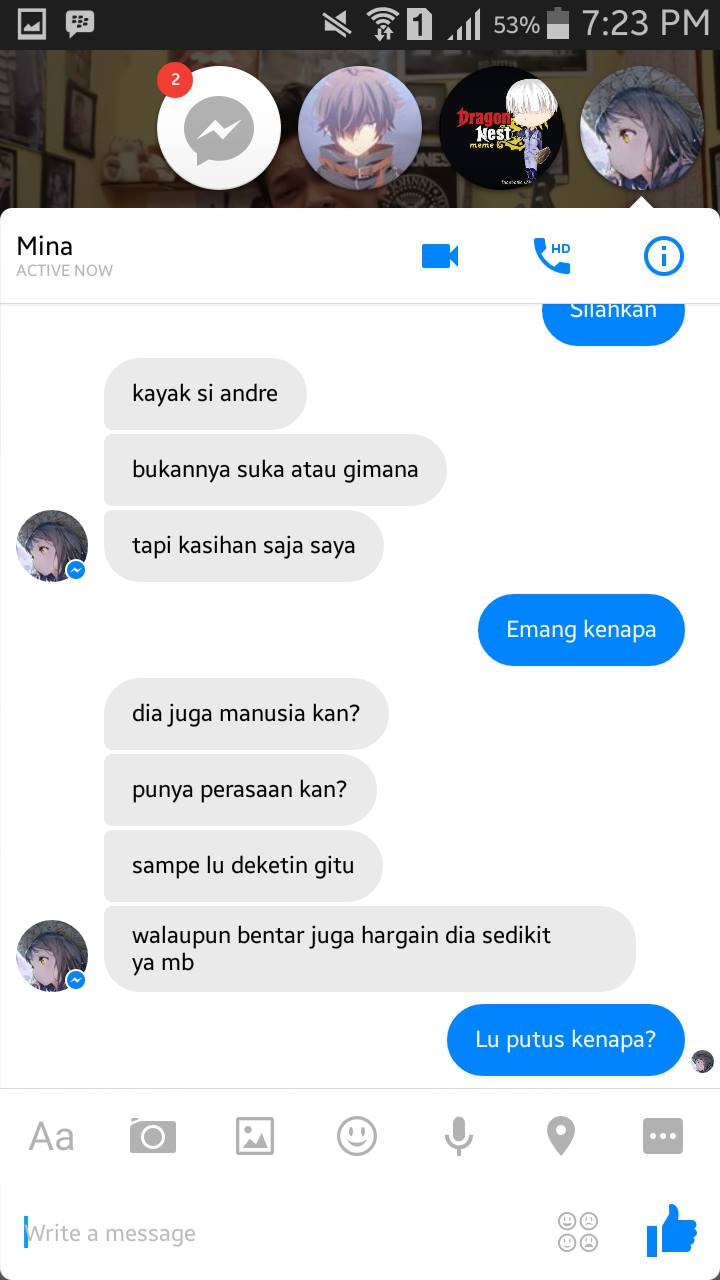 53% 7:23 PM
1
2
Dragon
Nest
meme
Mina
ACTIVE NOW
HD
Silahkan
kayak si andre
bukannya suka atau gimana
tapi kasihan saja saya
Emang kenapa
dia juga manusia kan?
punya perasaan kan?
sampe lu deketin gitu
walaupun bentar juga hargain dia sedikit
ya mb
Lu putus kenapa?
Aa
Write a message